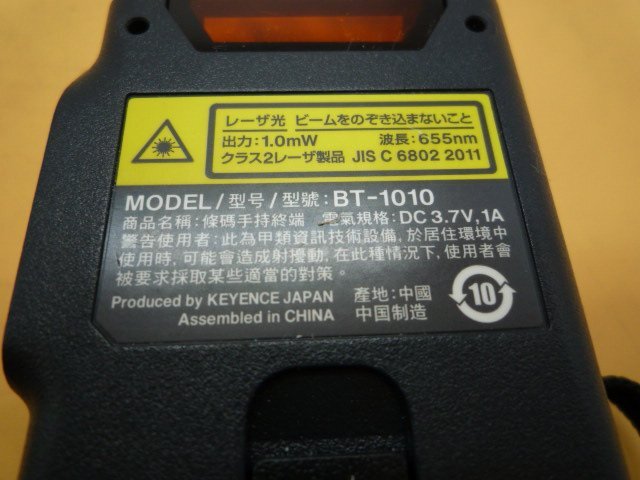 レーザ光 ビームをのぞき込まないこと
出力:1.0mW 波長:655nm
クラス2レーザ製品 JIS C 6802 2011
MODEL/型号/型號:BT-1010
商品名稱:條碼手持終端 電氣規格:DC 3.7V,1A
警告使用者:此為甲類資訊技術設備,於居住環境中
使用時,可能會造成射擾動,在此種情況下,使用者會
被要求採取某些適當的對策。
Produced by KEYENCE JAPAN 產地:中國
Assembled in CHINA 中国制造
10